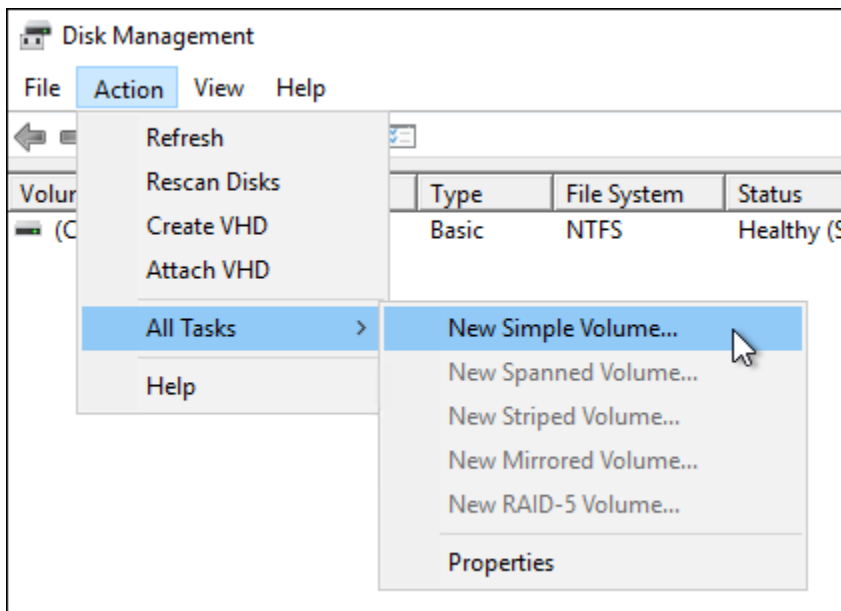 Disk Management
File Action View Help
Refresh
Rescan Disks
Create VHD
Attach VHD
All Tasks
Help
Type File System Status
(C Basic NTFS Healthy (S
New Simple Volume...
New Spanned Volume...
New Striped Volume...
New Mirrored Volume...
New RAID-5 Volume...
Properties